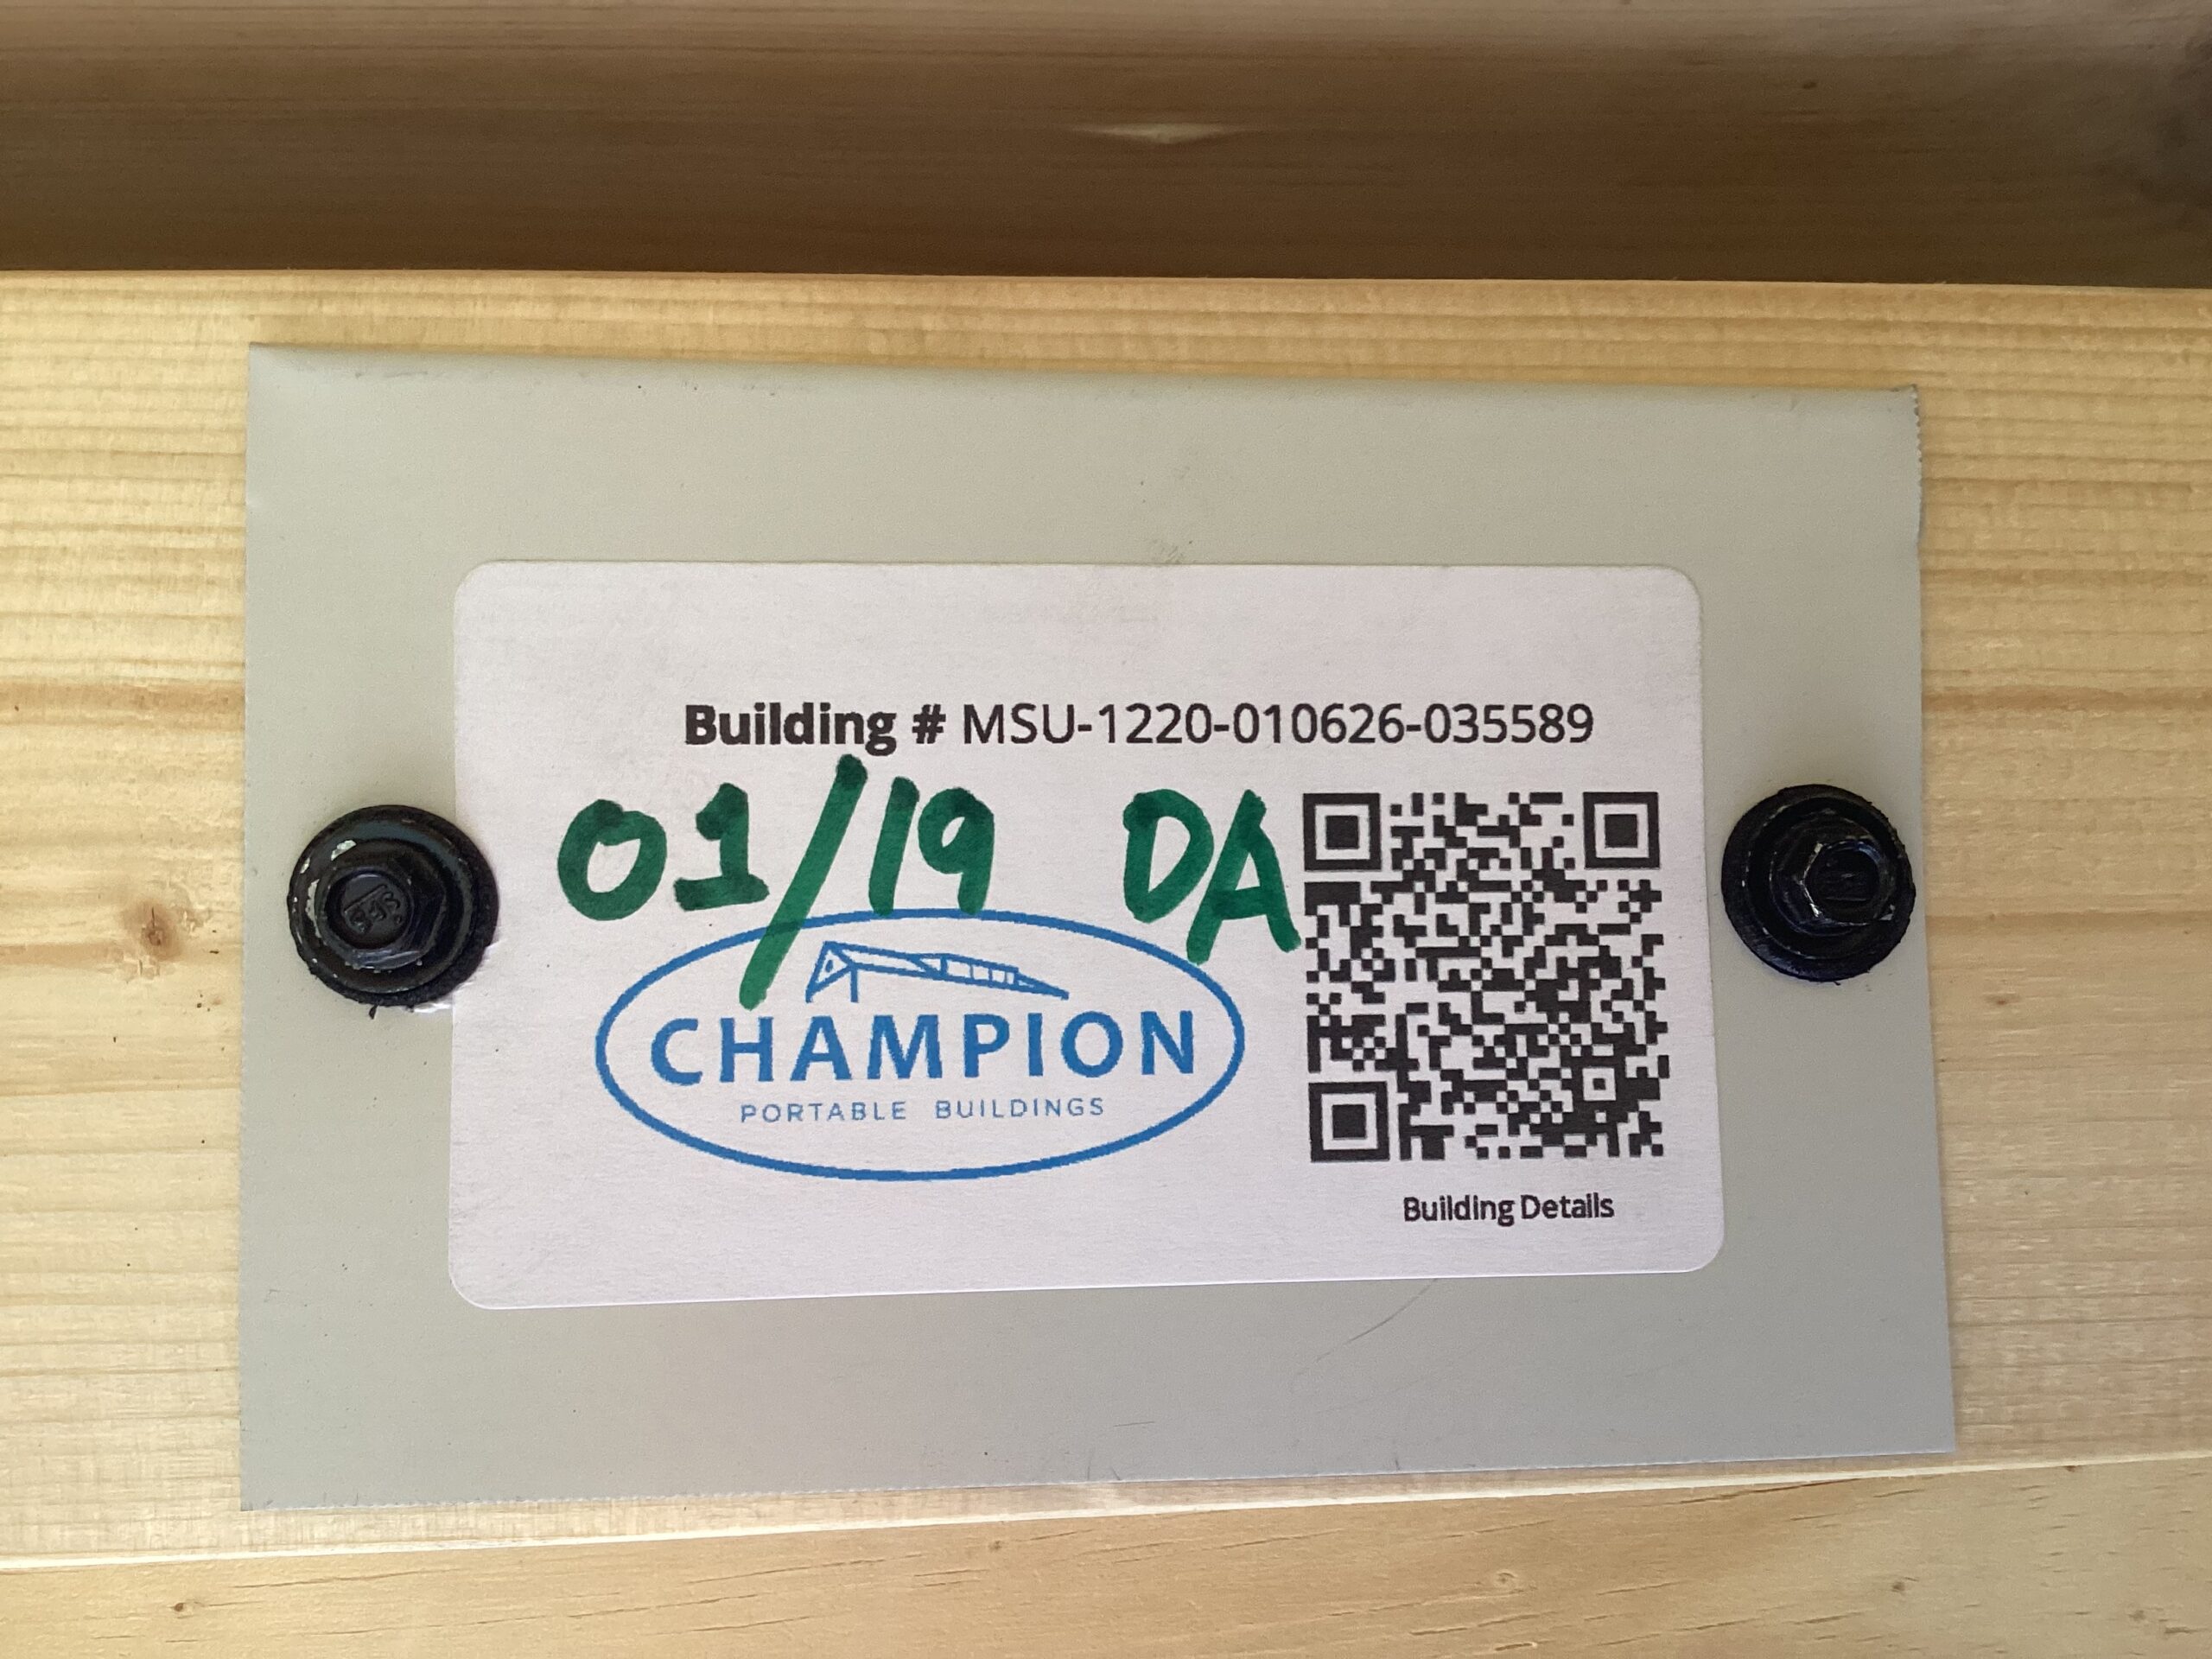 Building # MSU-1220-010626-035589
01/19 DA
CHAMPION
PORTABLE BUILDINGS
Building Details